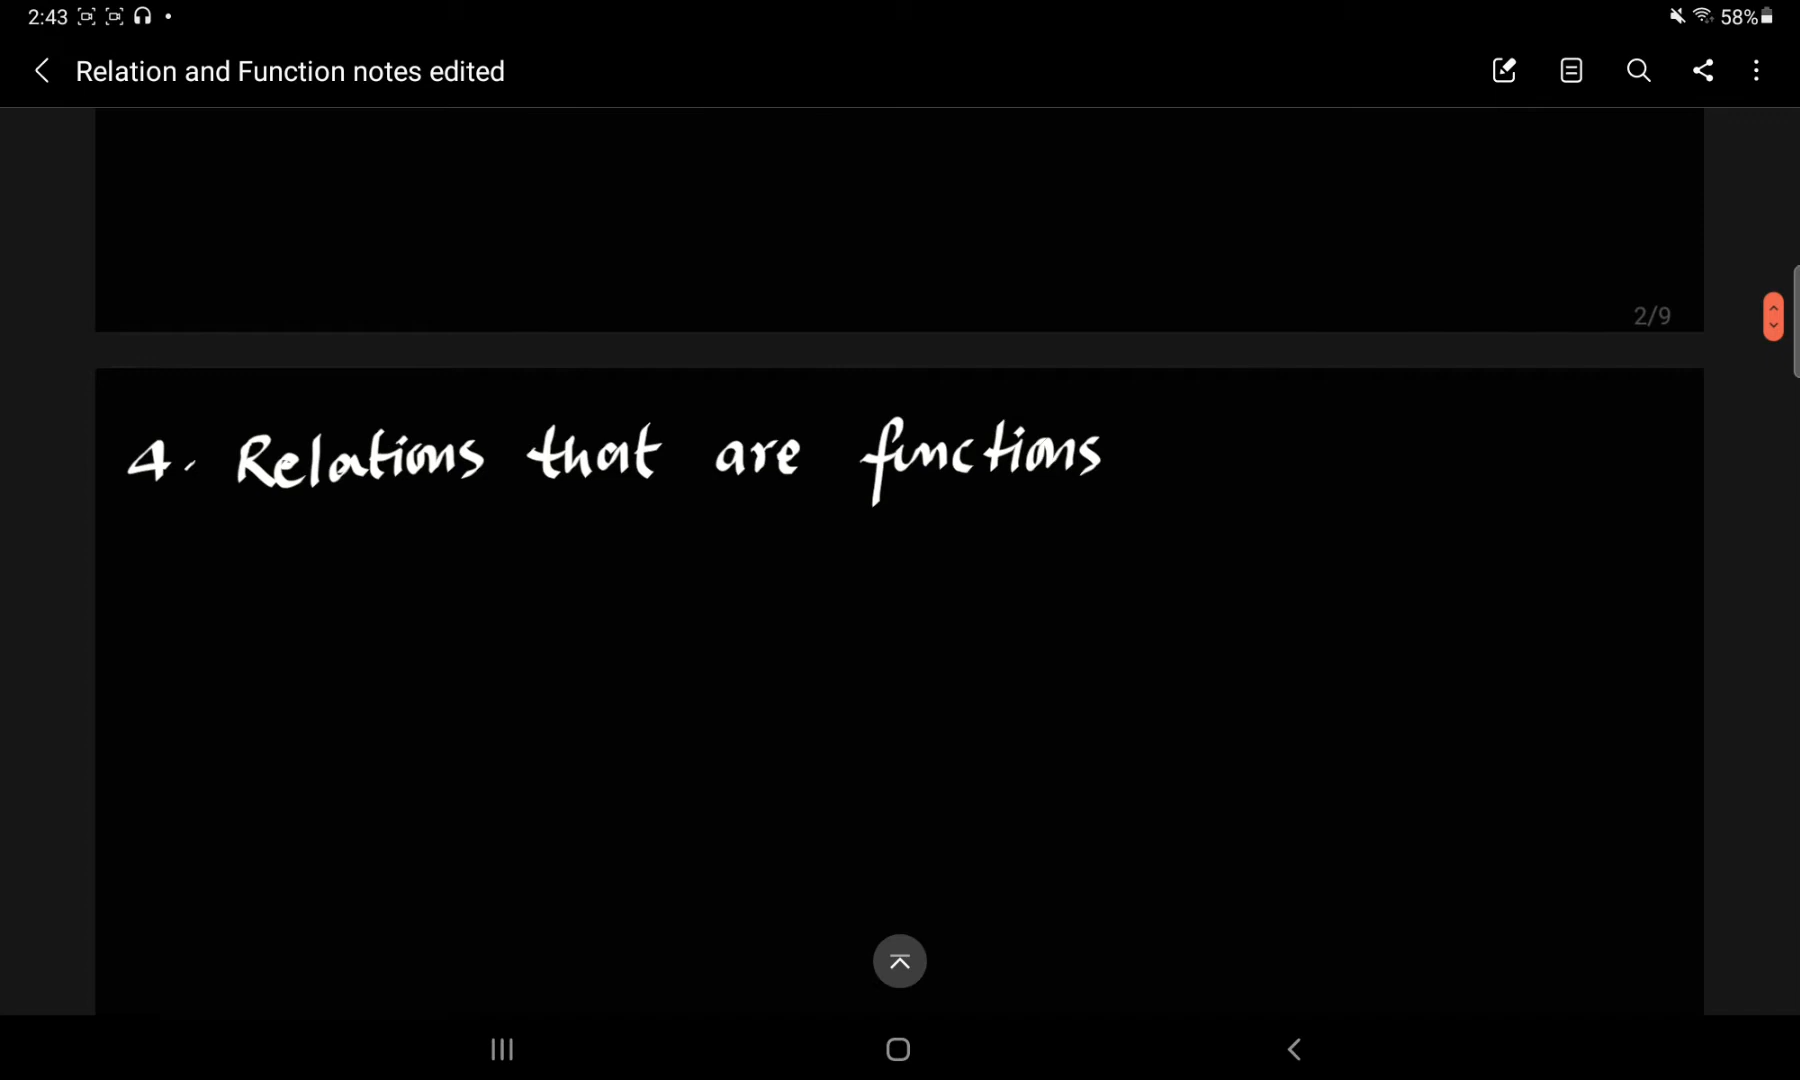 2:43
58%
Relation and Function notes edited
2/9
4. Relations that are functions